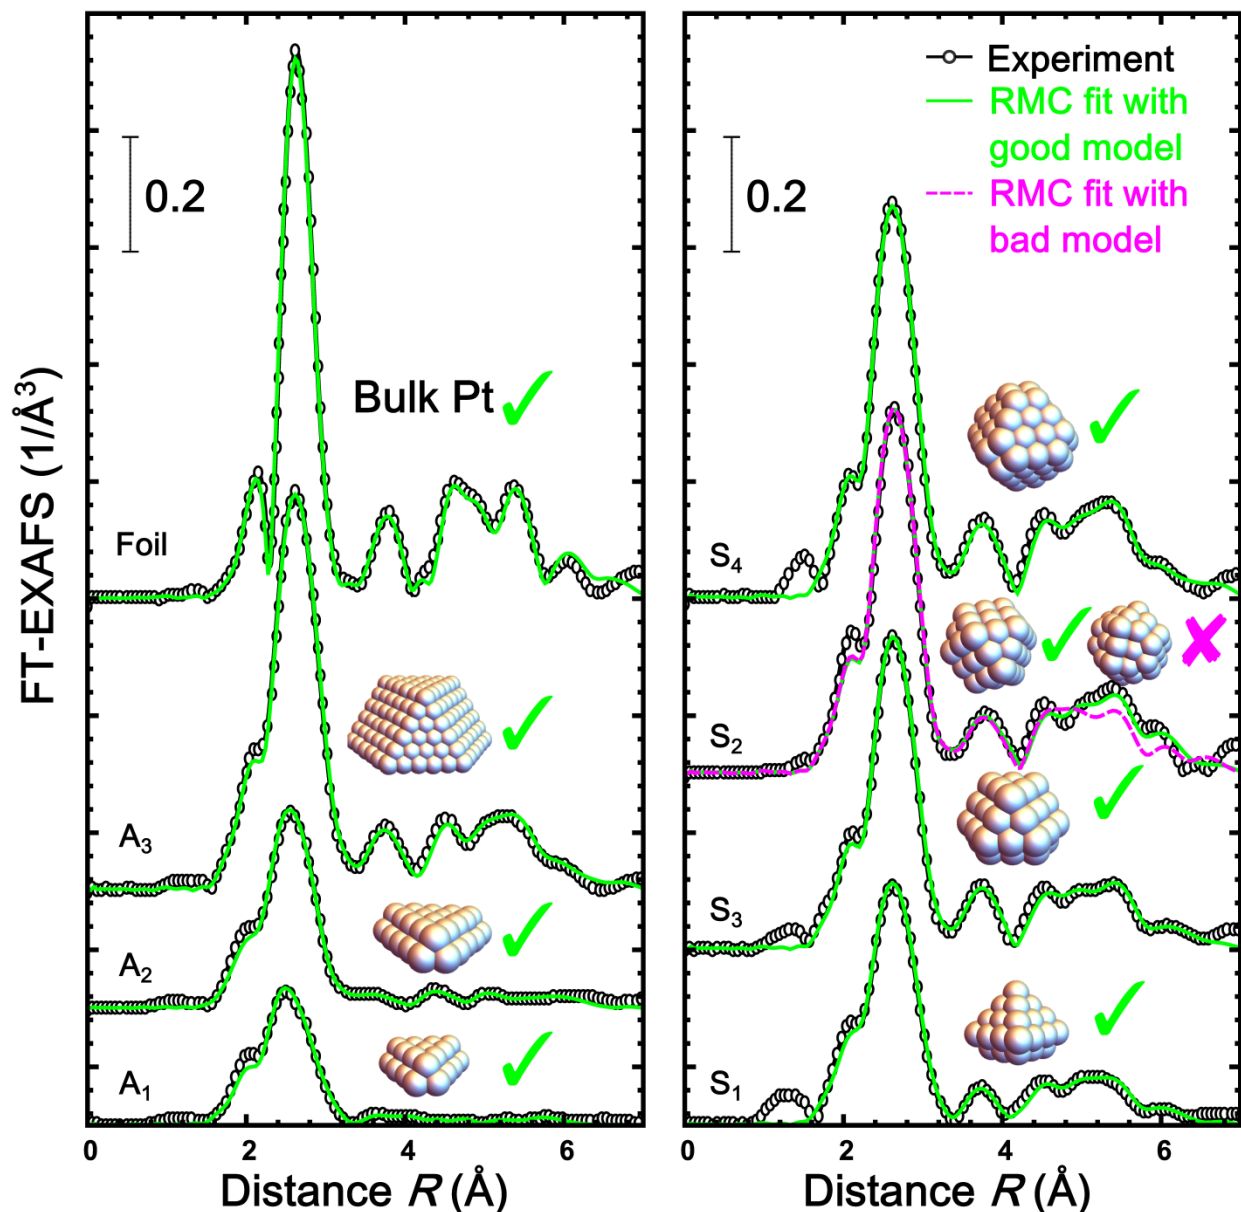 FT-EXAFS (1/Å³)
0.2
Bulk Pt
Foil
A₃
A₂
A₁
0 2 4 6
Distance R (Å)
Experiment
RMC fit with
good model
RMC fit with
bad model
0.2
S₄
S₂
S₃
S₁
0 2 4 6
Distance R (Å)